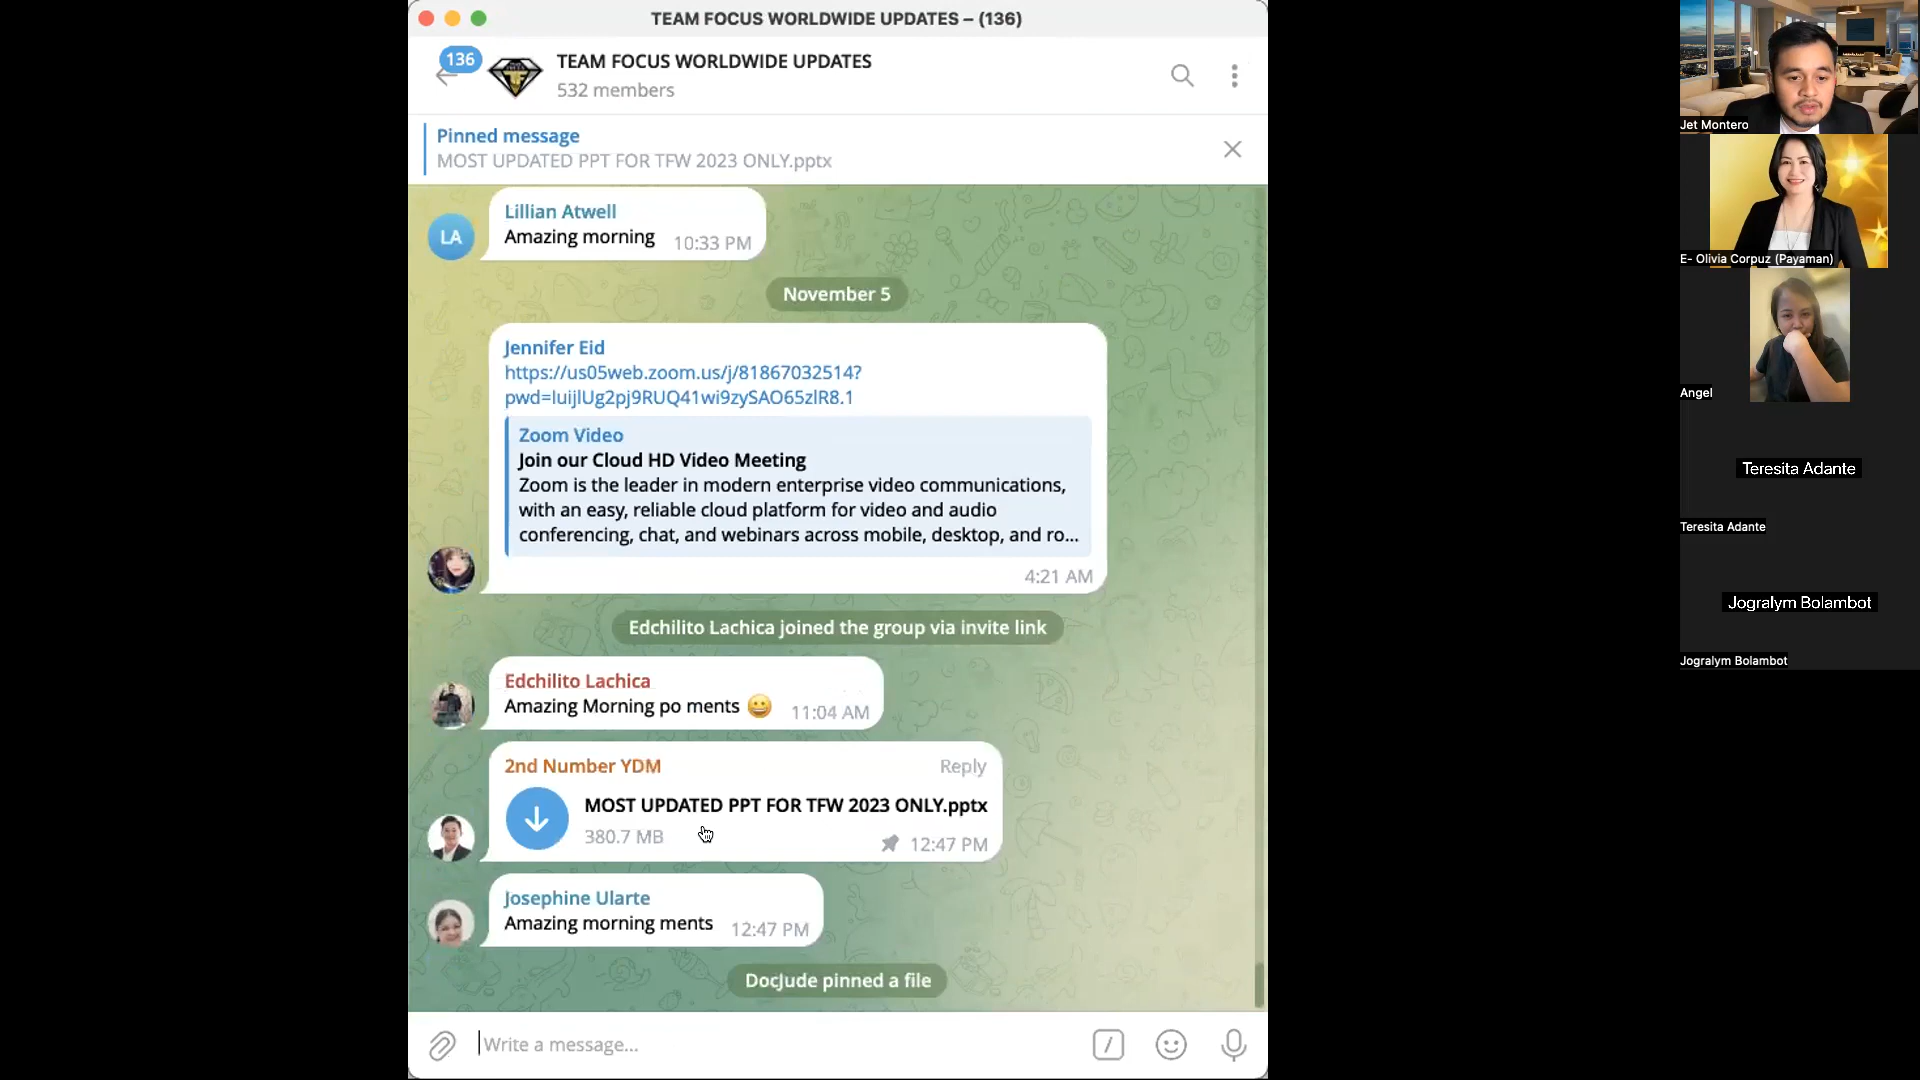 TEAM FOCUS WORLDWIDE UPDATES – (136)
136
TEAM FOCUS WORLDWIDE UPDATES
532 members
Pinned message
MOST UPDATED PPT FOR TFW 2023 ONLY.pptx
Lillian Atwell
LA
Amazing morning 10:33 PM
November 5
Jennifer Eid
https://us05web.zoom.us/j/81867032514?
pwd=IuijlUg2pj9RUQ41wi9zySAO65zlR8.1
Zoom Video
Join our Cloud HD Video Meeting
Zoom is the leader in modern enterprise video communications,
with an easy, reliable cloud platform for video and audio
conferencing, chat, and webinars across mobile, desktop, and ro...
4:21 AM
Edchilito Lachica joined the group via invite link
Edchilito Lachica
Amazing Morning po ments 😀 11:04 AM
2nd Number YDM Reply
MOST UPDATED PPT FOR TFW 2023 ONLY.pptx
380.7 MB 12:47 PM
Josephine Ularte
Amazing morning ments 12:47 PM
DocJude pinned a file
Write a message...
Jet Montero
E- Olivia Corpuz (Payaman)
Angel
Teresita Adante
Teresita Adante
Jogralym Bolambot
Jogralym Bolambot